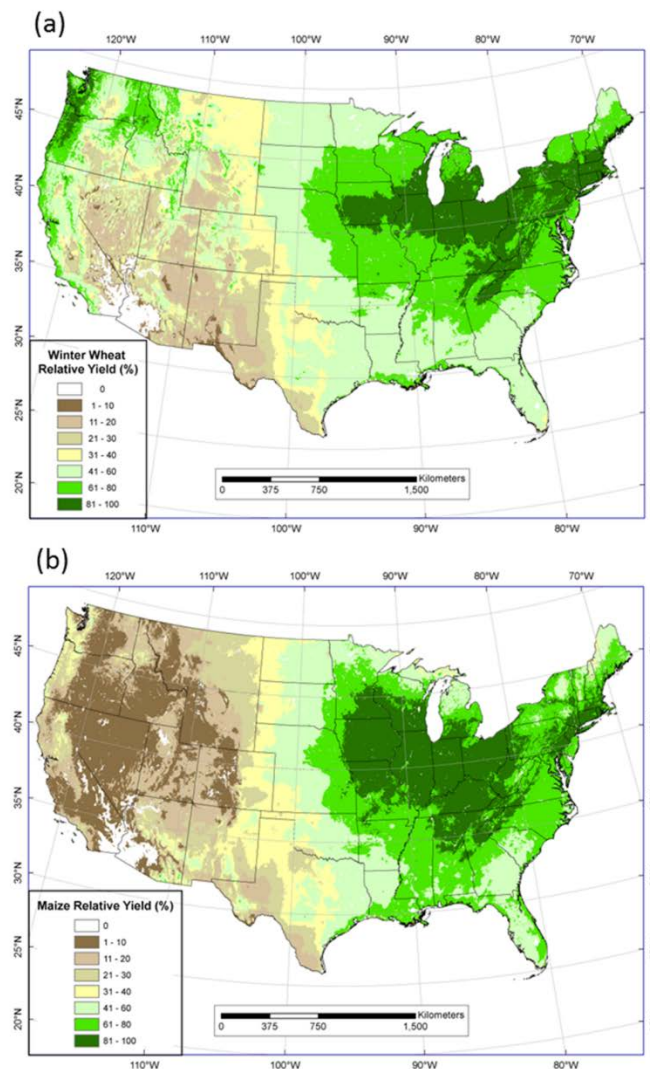 (a)
120°W 110°W 100°W 90°W 80°W 70°W
45°N
40°N
35°N
30°N
25°N
20°N
Winter Wheat
Relative Yield (%)
0
1 - 10
11 - 20
21 - 30
31 - 40
41 - 60
61 - 80
81 - 100
Kilometers
0 375 750 1,500
110°W 100°W 90°W 80°W
(b)
120°W 110°W 100°W 90°W 80°W 70°W
45°N
40°N
35°N
30°N
25°N
20°N
Maize Relative Yield (%)
0
1 - 10
11 - 20
21 - 30
31 - 40
41 - 60
61 - 80
81 - 100
Kilometers
0 375 750 1,500
110°W 100°W 90°W 80°W